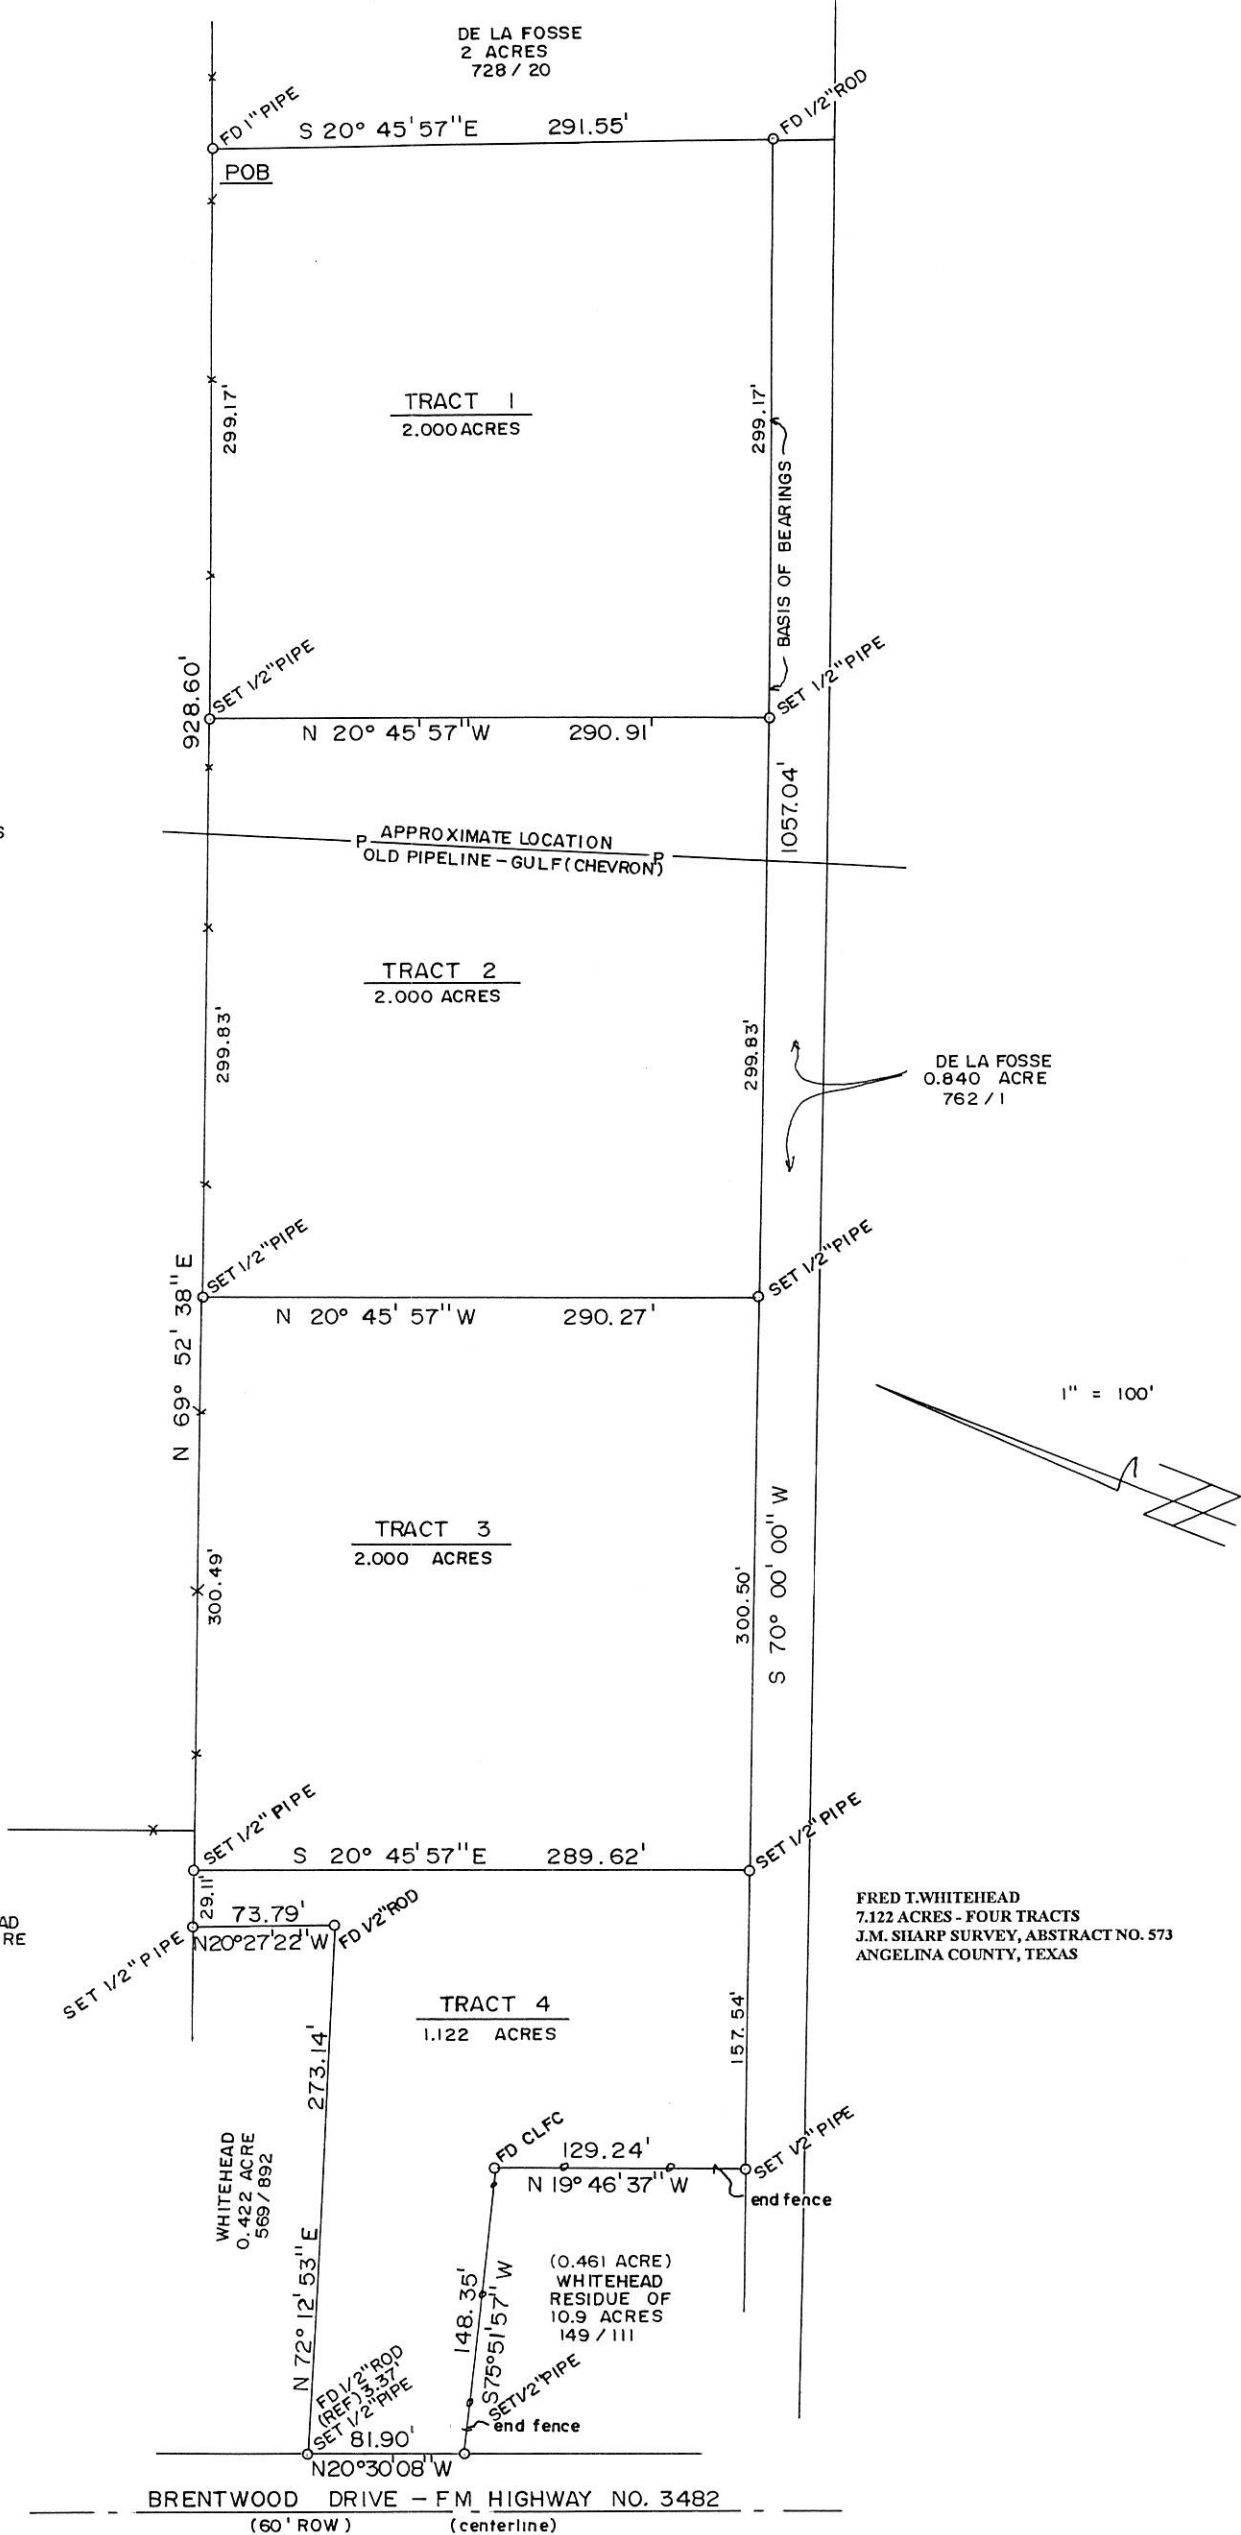 DE LA FOSSE
2 ACRES
728 / 20
FD 1" PIPE
S 20° 45' 57" E 291.55'
FD 1/2" ROD
POB
299.17'
TRACT 1
2.000 ACRES
299.17'
BASIS OF BEARINGS
928.60'
SET 1/2" PIPE
SET 1/2" PIPE
N 20° 45' 57" W 290.91'
1057.04'
S
P APPROXIMATE LOCATION
OLD PIPELINE - GULF (CHEVRON) P
TRACT 2
2.000 ACRES
299.83'
299.83'
DE LA FOSSE
0.840 ACRE
762 / 1
N 69° 52' 38" E
SET 1/2" PIPE
SET 1/2" PIPE
N 20° 45' 57" W 290.27'
1" = 100'
S 70° 00' 00" W
TRACT 3
2.000 ACRES
300.49'
300.50'
SET 1/2" PIPE
SET 1/2" PIPE
S 20° 45' 57" E 289.62'
29.11'
73.79'
N20° 27' 22" W
FD 1/2" ROD
SET 1/2" PIPE
AD
RE
FRED T.WHITEHEAD
7.122 ACRES - FOUR TRACTS
J.M. SHARP SURVEY, ABSTRACT NO. 573
ANGELINA COUNTY, TEXAS
TRACT 4
1.122 ACRES
157.54'
273.14'
N 72° 12' 53" E
WHITEHEAD
0.422 ACRE
569 / 892
FD CLFC
129.24'
N 19° 46' 37" W
SET 1/2" PIPE
end fence
148.35'
S75° 51' 57" W
(0.461 ACRE)
WHITEHEAD
RESIDUE OF
10.9 ACRES
149 / 111
FD 1/2" ROD
(REF) 3.37'
SET 1/2" PIPE
SET 1/2" PIPE
end fence
81.90'
N20° 30' 08" W
BRENTWOOD DRIVE - FM HIGHWAY NO. 3482
(60' ROW) (centerline)